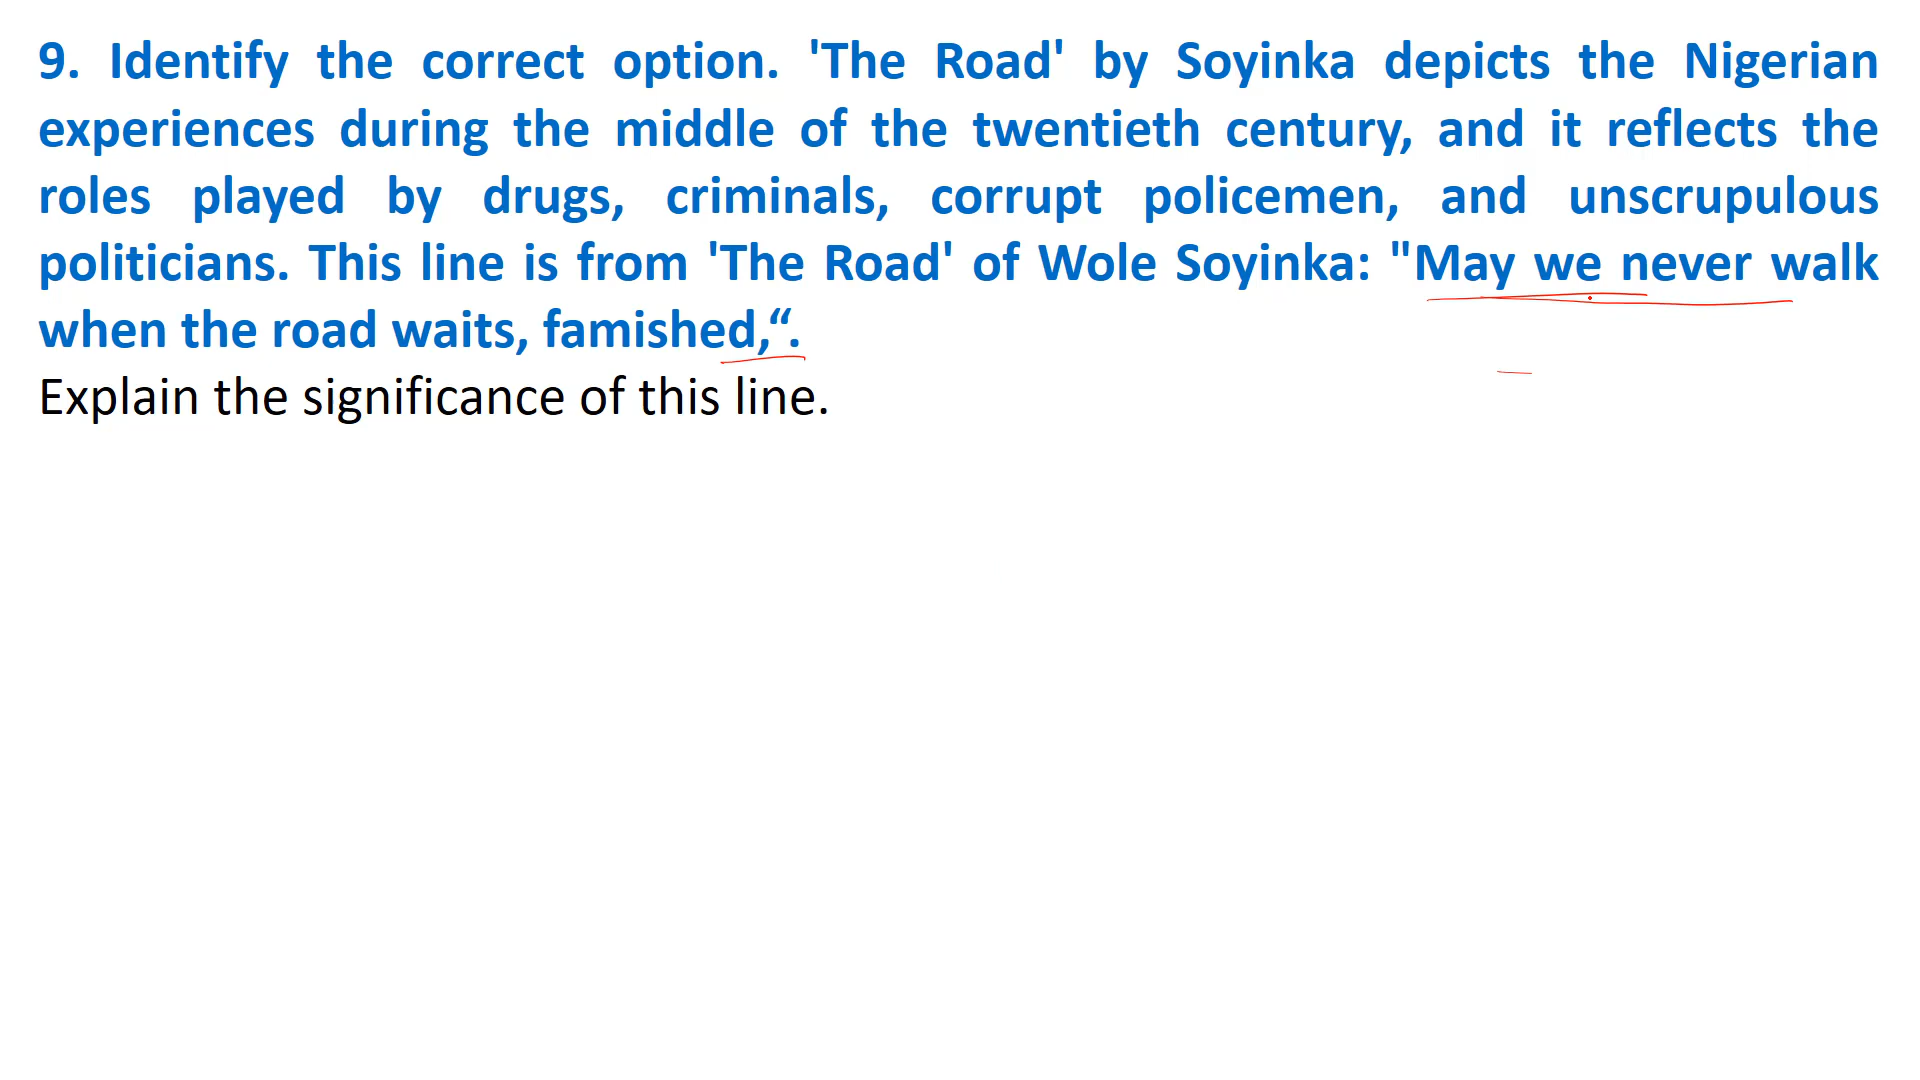 9. Identify the correct option. 'The Road' by Soyinka depicts the Nigerian
experiences during the middle of the twentieth century, and it reflects the
roles played by drugs, criminals, corrupt policemen, and unscrupulous
politicians. This line is from 'The Road' of Wole Soyinka: "May we never walk
when the road waits, famished,“.
Explain the significance of this line.